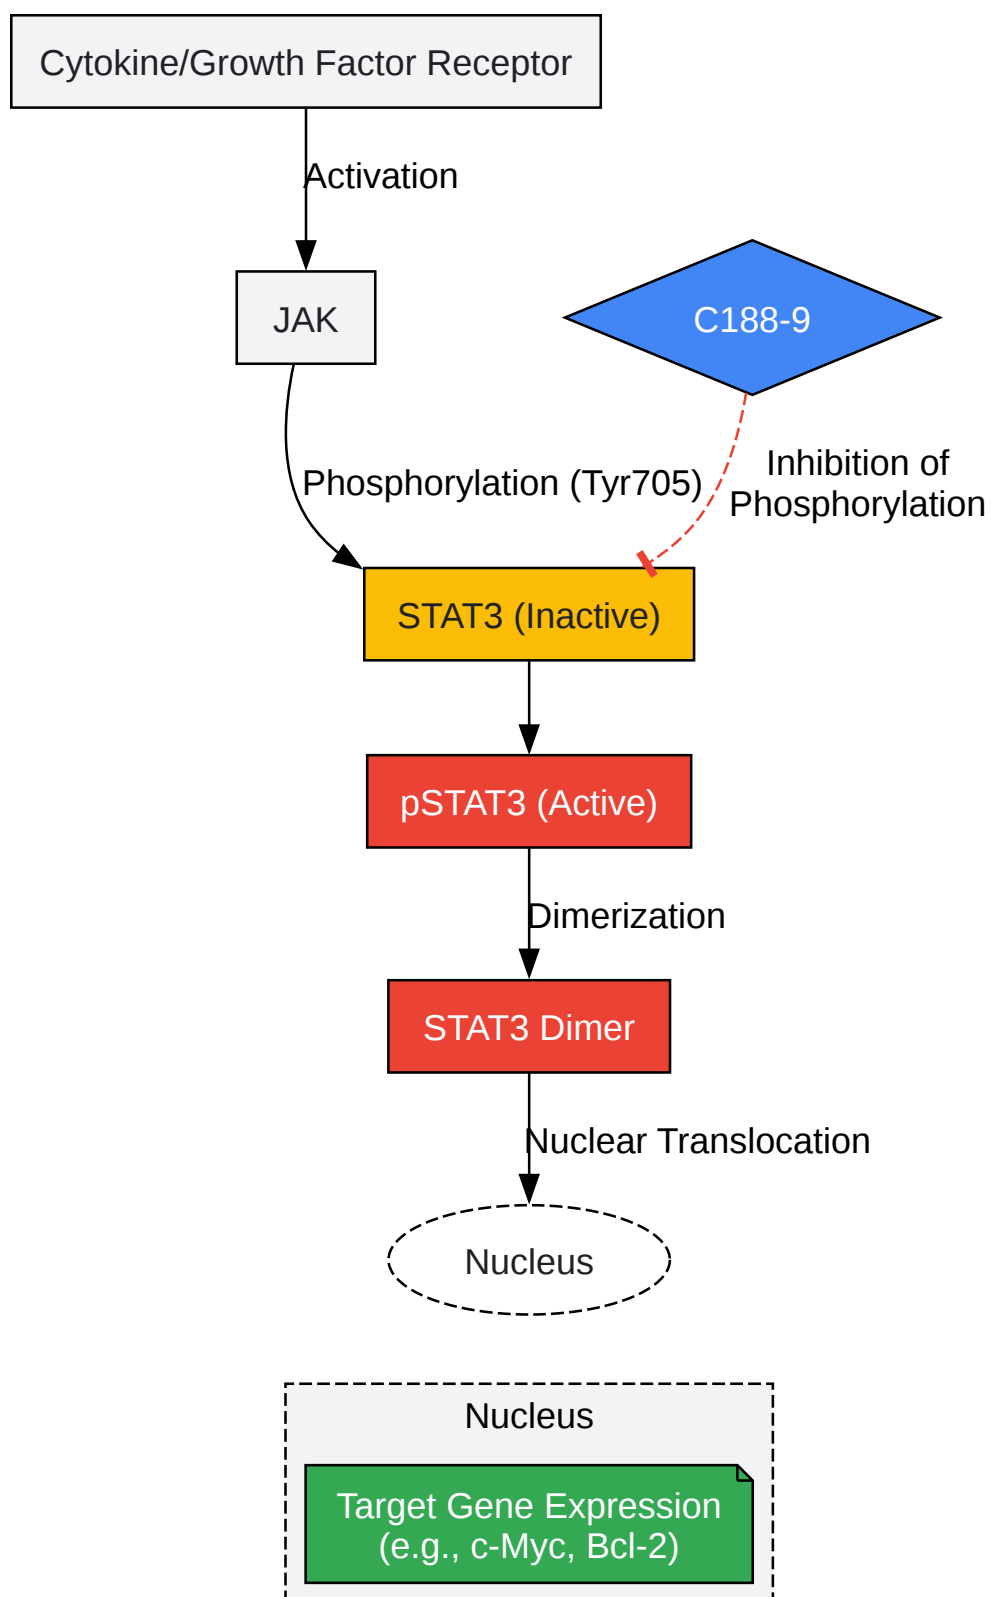 Cytokine/Growth Factor Receptor
Activation
JAK
C188-9
Phosphorylation (Tyr705)
Inhibition of
Phosphorylation
STAT3 (Inactive)
pSTAT3 (Active)
Dimerization
STAT3 Dimer
Nuclear Translocation
Nucleus
Nucleus
Target Gene Expression
(e.g., c-Myc, Bcl-2)